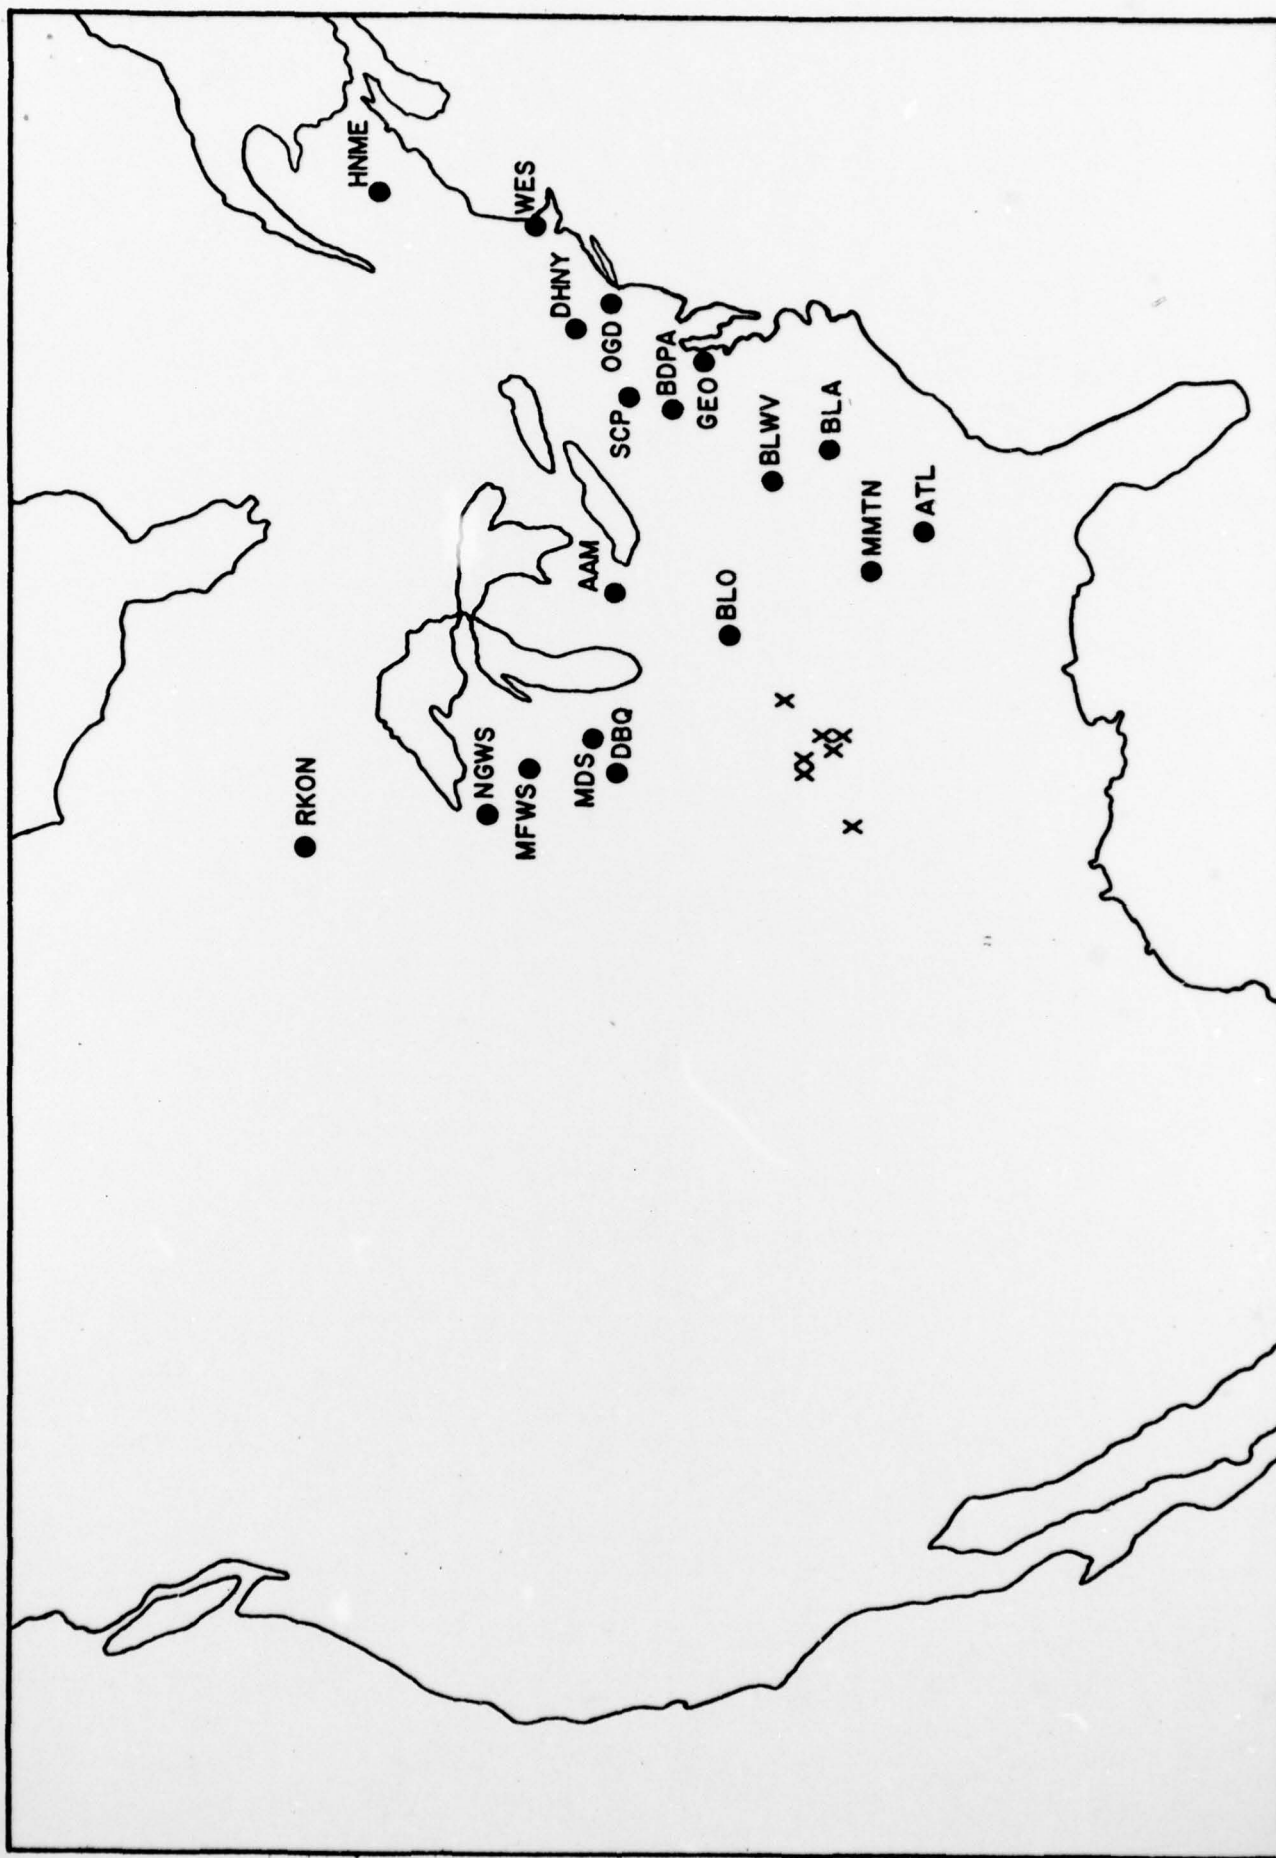 HNME
WES
DHNY
OGD
BDPA
SCP
GEO
BLWV
BLA
AAM
MMTN
ATL
BLO
RKON
NGWS
MFWS
MDS
DBQ
X
X
X
X
X
X
X
X